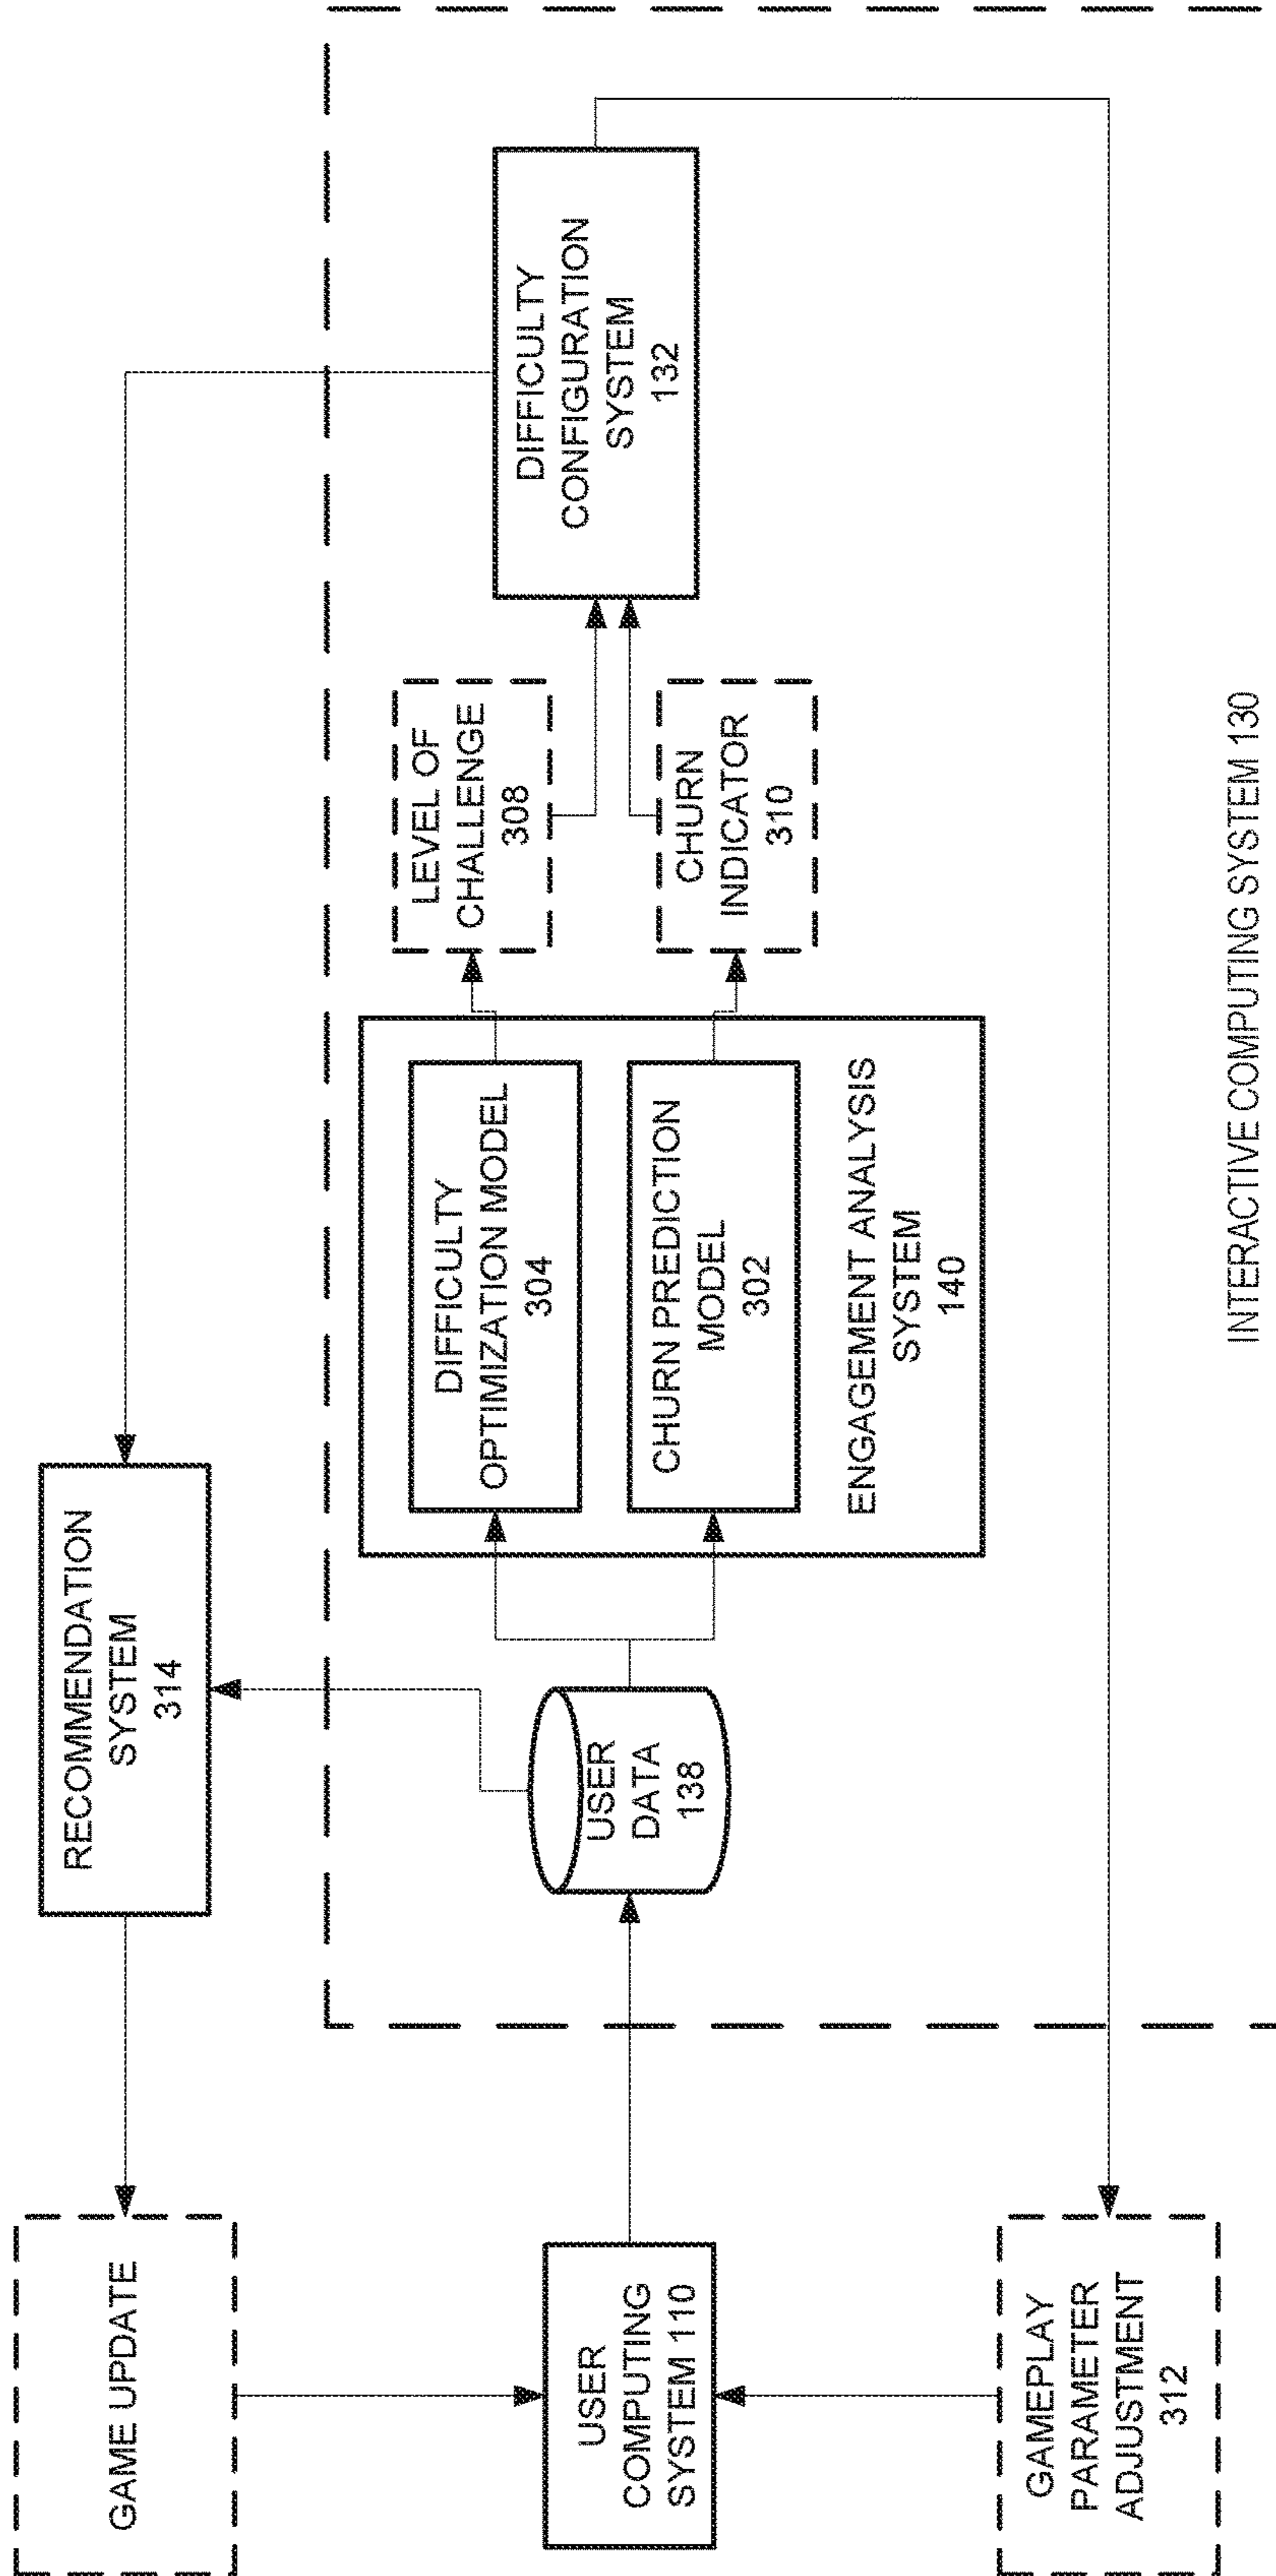 GAME UPDATE
RECOMMENDATION
SYSTEM
314
USER
COMPUTING
SYSTEM 110
USER
DATA
138
DIFFICULTY
OPTIMIZATION MODEL
304
CHURN PREDICTION
MODEL
302
ENGAGEMENT ANALYSIS
SYSTEM
140
LEVEL OF
CHALLENGE
308
CHURN
INDICATOR
310
DIFFICULTY
CONFIGURATION
SYSTEM
132
GAMEPLAY
PARAMETER
ADJUSTMENT
312
INTERACTIVE COMPUTING SYSTEM 130